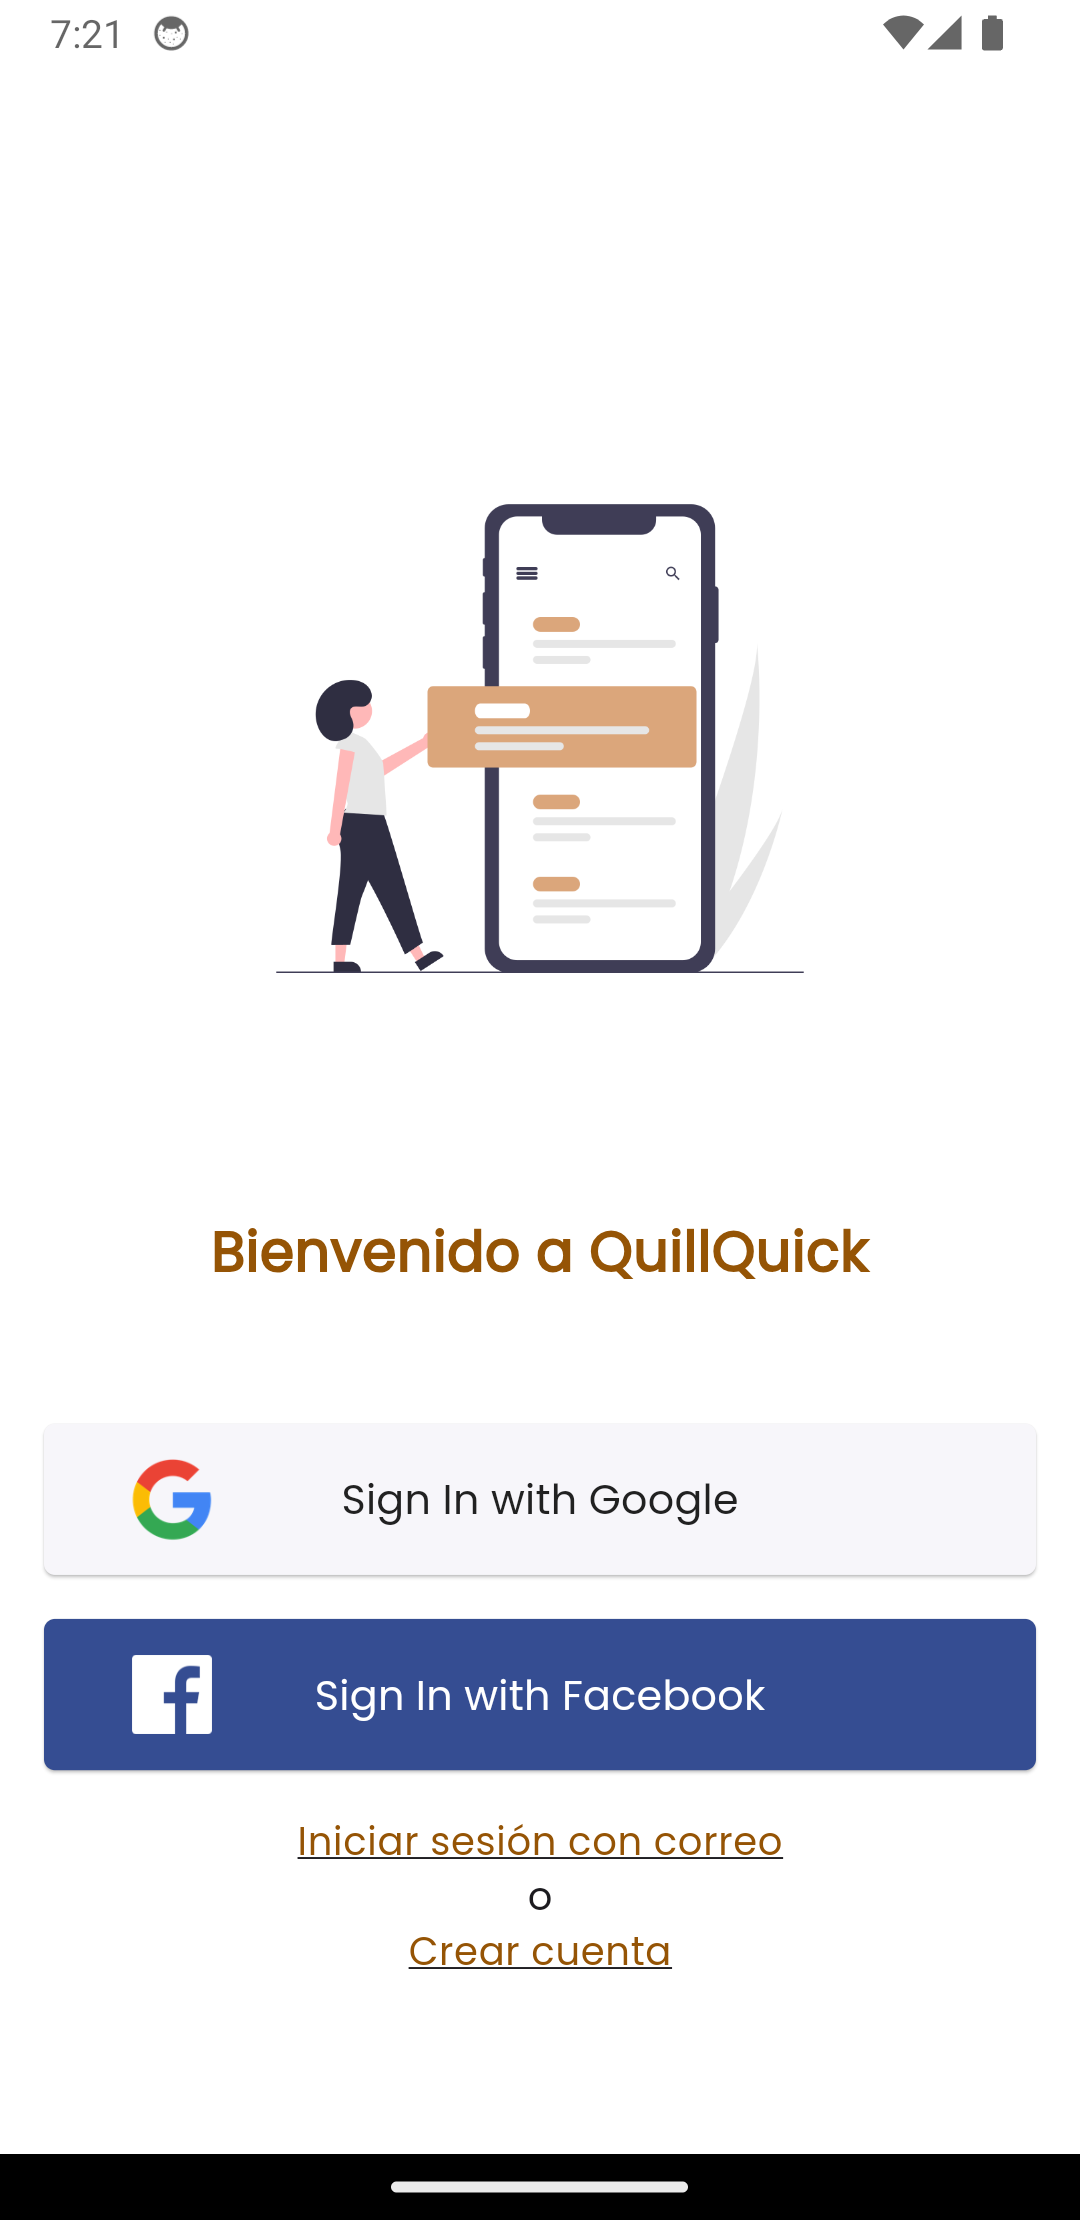 7:21
Bienvenido a QuillQuick
Sign In with Google
Sign In with Facebook
Iniciar sesión con correo
o
Crear cuenta